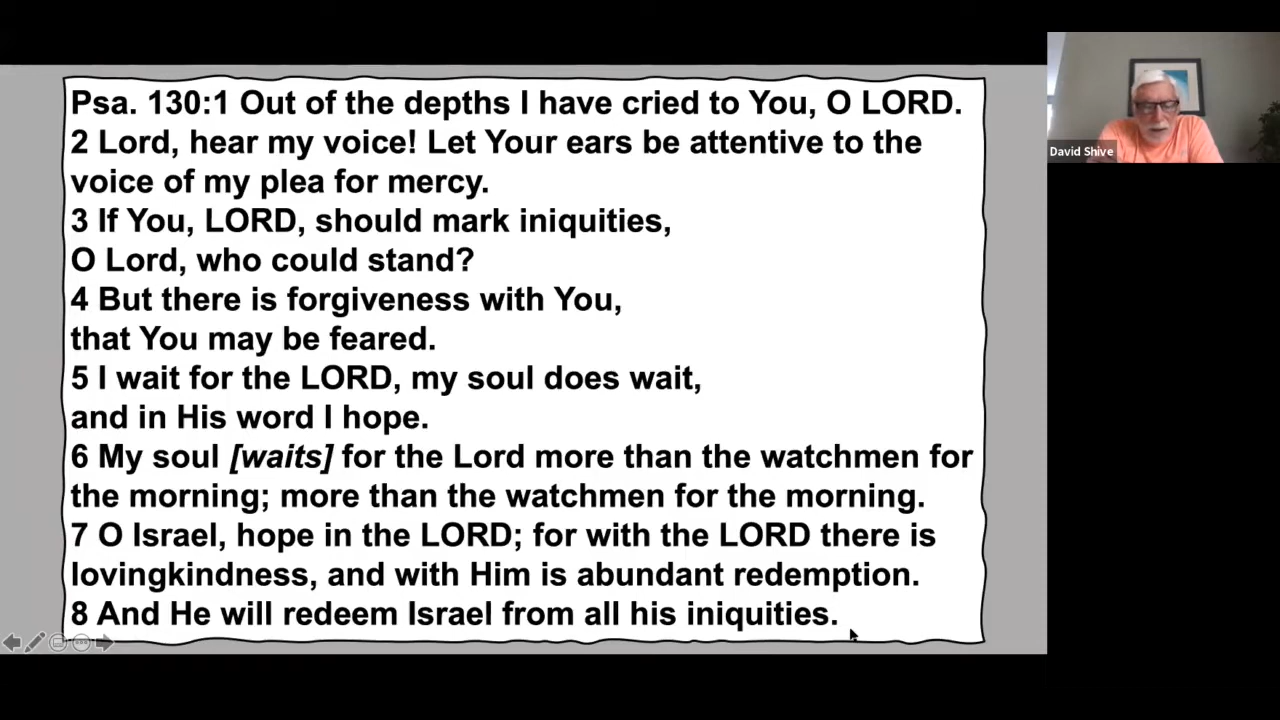 Psa. 130:1 Out of the depths I have cried to You, O LORD.
2 Lord, hear my voice! Let Your ears be attentive to the
voice of my plea for mercy.
3 If You, LORD, should mark iniquities,
O Lord, who could stand?
4 But there is forgiveness with You,
that You may be feared.
5 I wait for the LORD, my soul does wait,
and in His word I hope.
6 My soul [waits] for the Lord more than the watchmen for
the morning; more than the watchmen for the morning.
7 O Israel, hope in the LORD; for with the LORD there is
lovingkindness, and with Him is abundant redemption.
8 And He will redeem Israel from all his iniquities.
David Shive